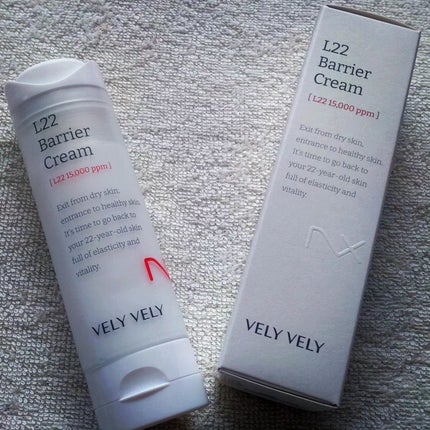 L22
Barrier
Cream
[ L22 15,000 ppm ]
Exit from dry skin,
entrance to healthy skin.
It's time to go back to
your 22-year-old skin
full of elasticity and
vitality.
VELY VELY
L22
Barrier
Cream
[ L22 15,000 ppm ]
Exit from dry skin,
entrance to healthy skin.
It's time to go back to
your 22-year-old skin
full of elasticity and
vitality.
VELY VELY